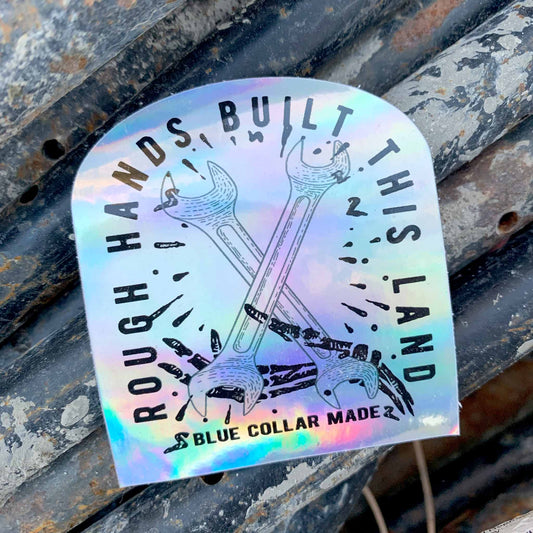 ROUGH HANDS BUILT THIS LAND
BLUE COLLAR MADE